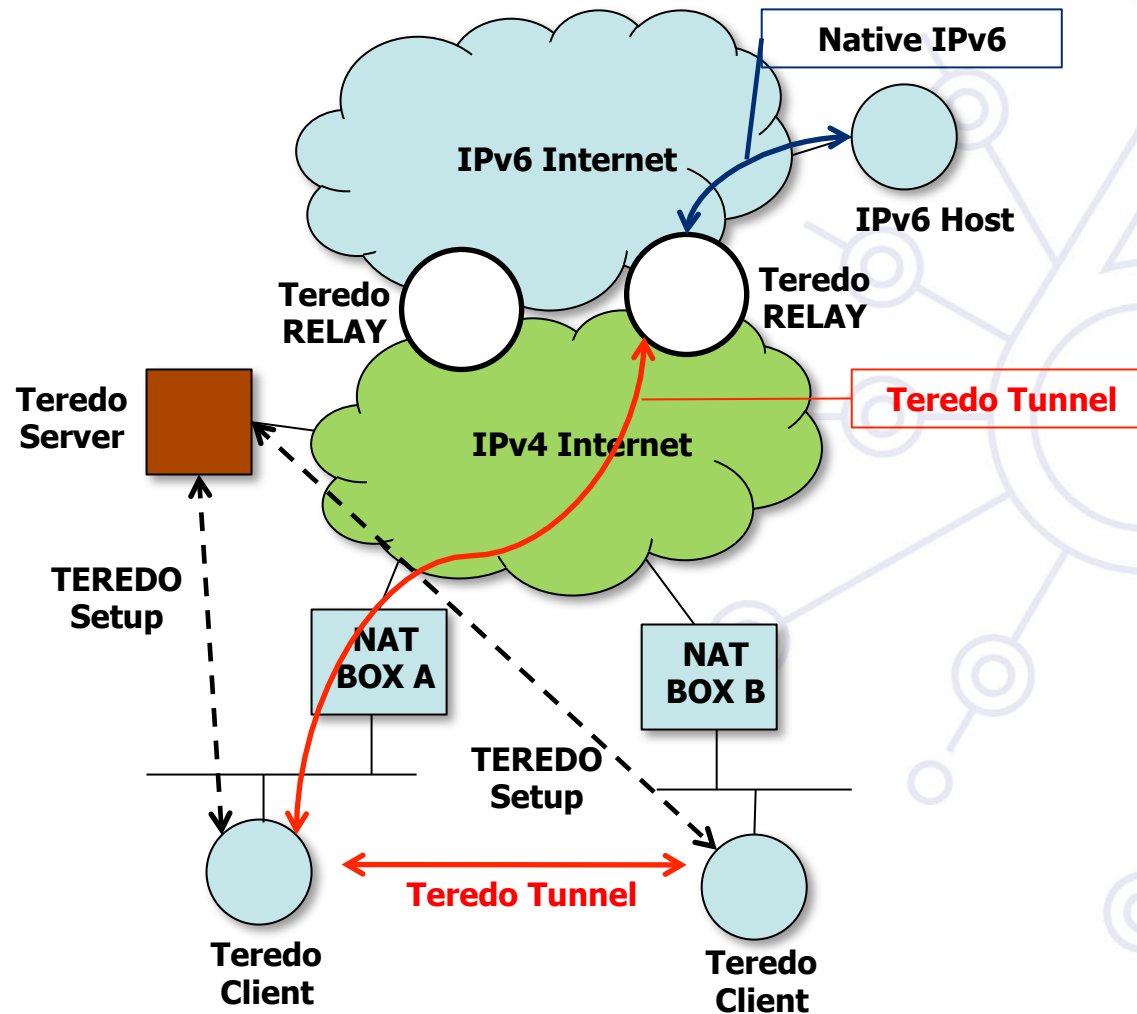 Native IPv6
IPv6 Internet
IPv6 Host
Teredo
RELAY
Teredo
RELAY
Teredo
Server
Teredo Tunnel
IPv4 Internet
TEREDO
Setup
NAT
BOX A
NAT
BOX B
TEREDO
Setup
Teredo Tunnel
Teredo
Client
Teredo
Client